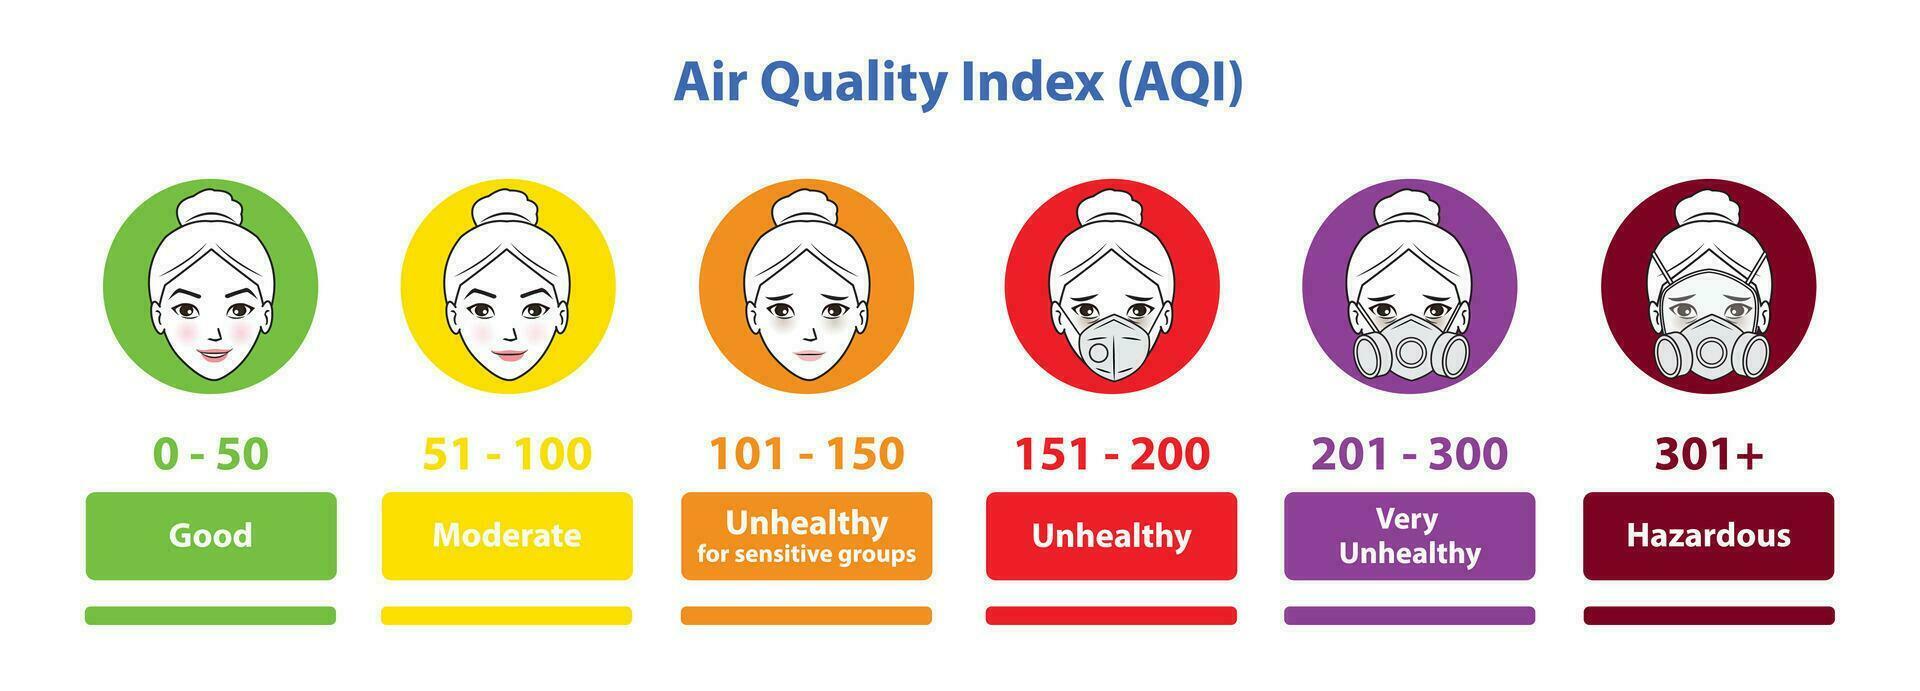 Air Quality Index (AQI)
0 - 50
51 - 100
101 - 150
151 - 200
201 - 300
301+
Good
Moderate
Unhealthy
for sensitive groups
Unhealthy
Very
Unhealthy
Hazardous